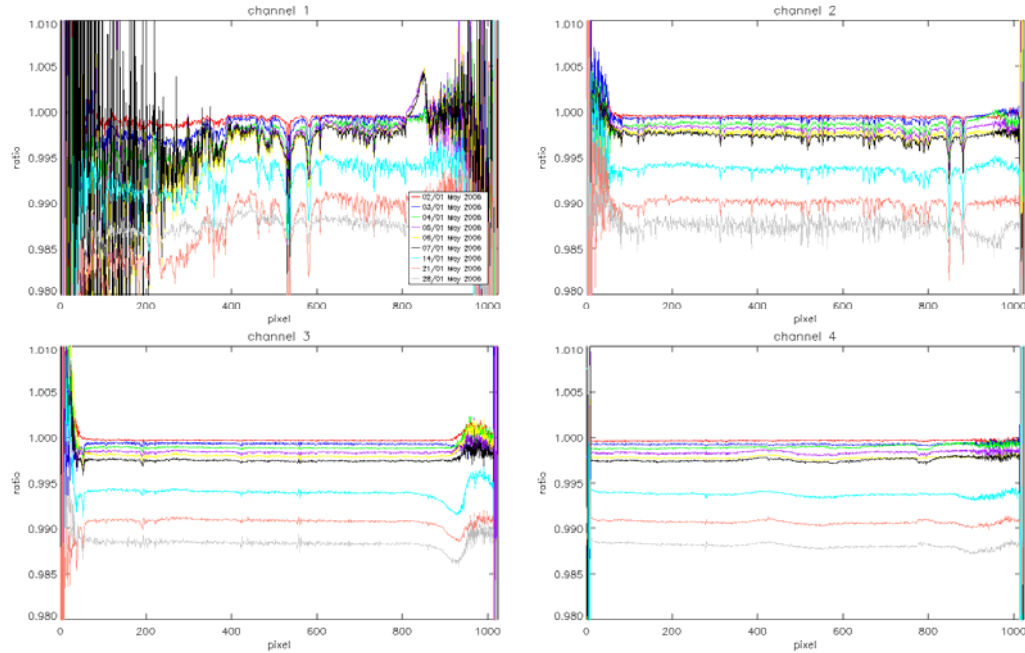 channel 1
1.010
1.005
1.000
0.995
0.990
0.985
0.980
ratio
0 200 400 600 800 1000
pixel
02/01 May 2006
03/01 May 2006
04/01 May 2006
05/01 May 2006
06/01 May 2006
07/01 May 2006
14/01 May 2006
21/01 May 2006
28/01 May 2006
channel 2
1.010
1.005
1.000
0.995
0.990
0.985
0.980
ratio
0 200 400 600 800 1000
pixel
channel 3
1.010
1.005
1.000
0.995
0.990
0.985
0.980
ratio
0 200 400 600 800 1000
pixel
channel 4
1.010
1.005
1.000
0.995
0.990
0.985
0.980
ratio
0 200 400 600 800 1000
pixel